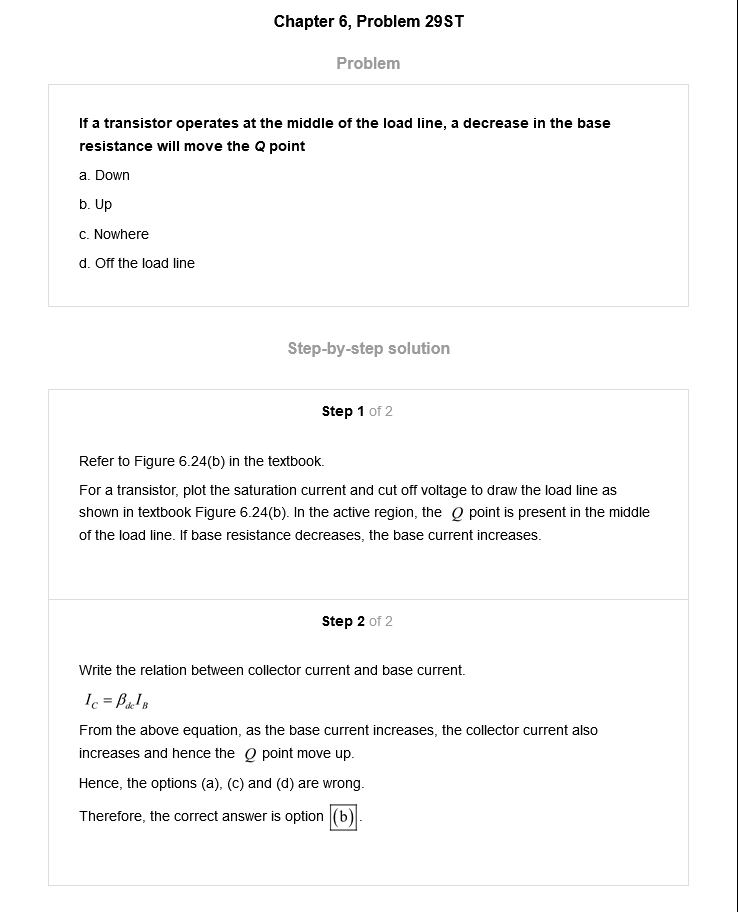 Chapter 6, Problem 29ST
Problem
If a transistor operates at the middle of the load line, a decrease in the base
resistance will move the Q point
a. Down
b. Up
c. Nowhere
d. Off the load line
Step-by-step solution
Step 1 of 2
Refer to Figure 6.24(b) in the textbook.
For a transistor, plot the saturation current and cut off voltage to draw the load line as
shown in textbook Figure 6.24(b). In the active region, the Q point is present in the middle
of the load line. If base resistance decreases, the base current increases.
Step 2 of 2
Write the relation between collector current and base current.
I_C = β_dc I_B
From the above equation, as the base current increases, the collector current also
increases and hence the Q point move up.
Hence, the options (a), (c) and (d) are wrong.
Therefore, the correct answer is option (b).